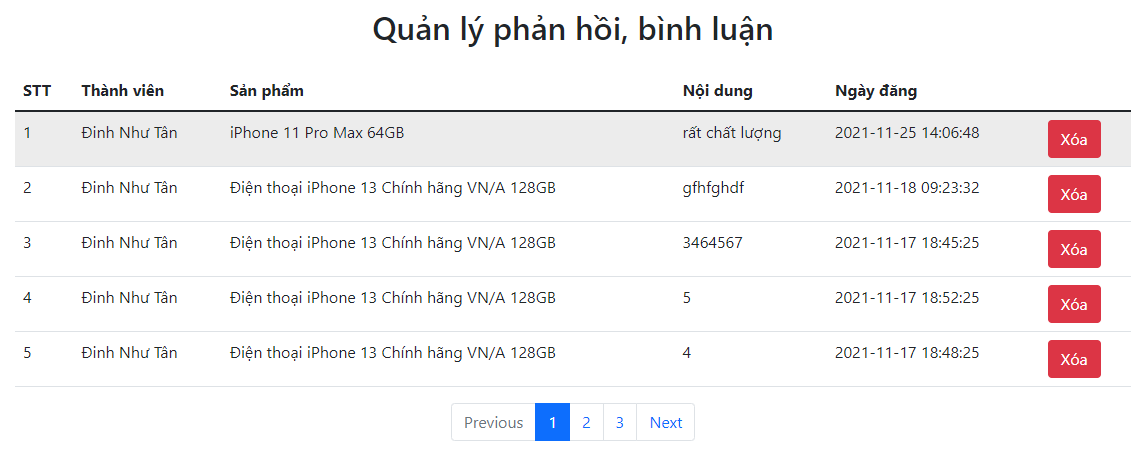 Quản lý phản hồi, bình luận
STT Thành viên Sản phẩm Nội dung Ngày đăng
1 Đinh Như Tân iPhone 11 Pro Max 64GB rất chất lượng 2021-11-25 14:06:48 Xóa
2 Đinh Như Tân Điện thoại iPhone 13 Chính hãng VN/A 128GB gfhfghdf 2021-11-18 09:23:32 Xóa
3 Đinh Như Tân Điện thoại iPhone 13 Chính hãng VN/A 128GB 3464567 2021-11-17 18:45:25 Xóa
4 Đinh Như Tân Điện thoại iPhone 13 Chính hãng VN/A 128GB 5 2021-11-17 18:52:25 Xóa
5 Đinh Như Tân Điện thoại iPhone 13 Chính hãng VN/A 128GB 4 2021-11-17 18:48:25 Xóa
Previous 1 2 3 Next